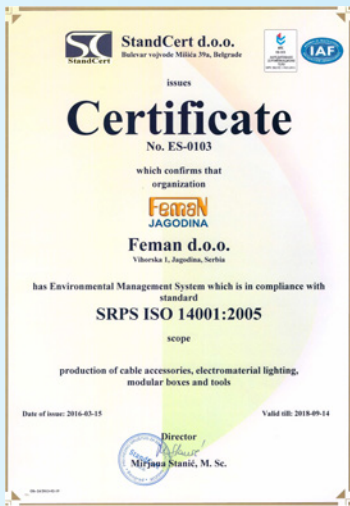 SC
StandCert
StandCert d.o.o.
Bulevar vojvode Mišića 39a, Belgrade
IAF
issues
Certificate
No. ES-0103
which confirms that
organization
FemaN
JAGODINA
Feman d.o.o.
Viborska 1, Jagodina, Serbia
has Environmental Management System which is in compliance with
standard
SRPS ISO 14001:2005
scope
production of cable accessories, electromaterial lighting,
modular boxes and tools
Date of issue: 2016-03-15
Valid till: 2018-09-14
Director
Mirjana Stanić, M. Sc.